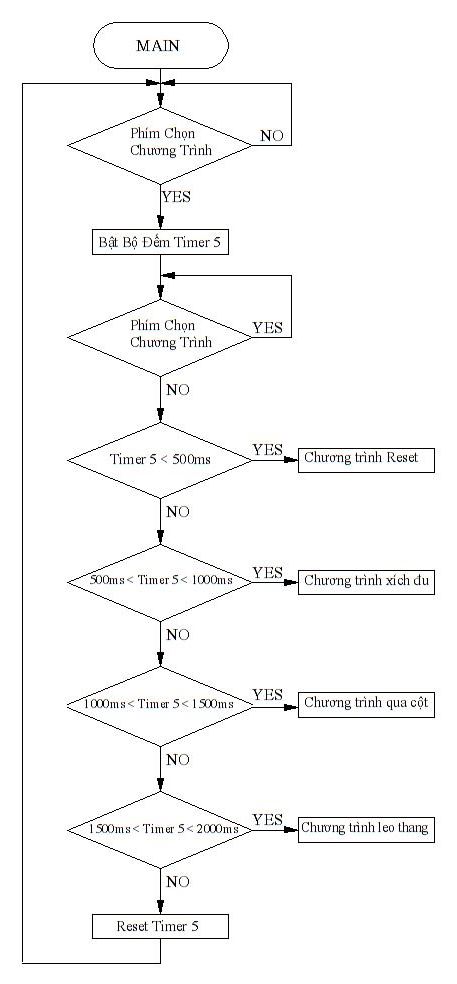 MAIN
Phím Chọn
Chương Trình
NO
YES
Bật Bộ Đếm Timer 5
Phím Chọn
Chương Trình
YES
NO
Timer 5 < 500ms
YES
Chương trình Reset
NO
500ms < Timer 5 < 1000ms
YES
Chương trình xích đu
NO
1000ms < Timer 5 < 1500ms
YES
Chương trình qua cột
NO
1500ms < Timer 5 < 2000ms
YES
Chương trình leo thang
NO
Reset Timer 5